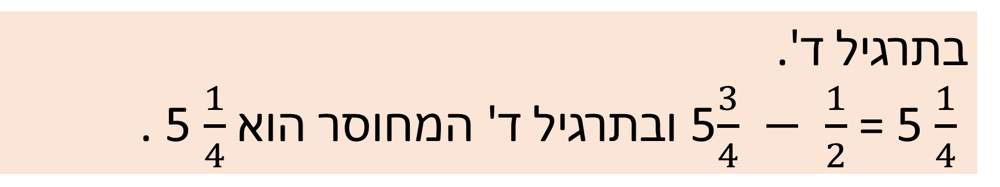 בתרגיל ד'.
5 3/4 − 1/2 = 5 1/4 ובתרגיל ד' המחוסר הוא 5 1/4 .